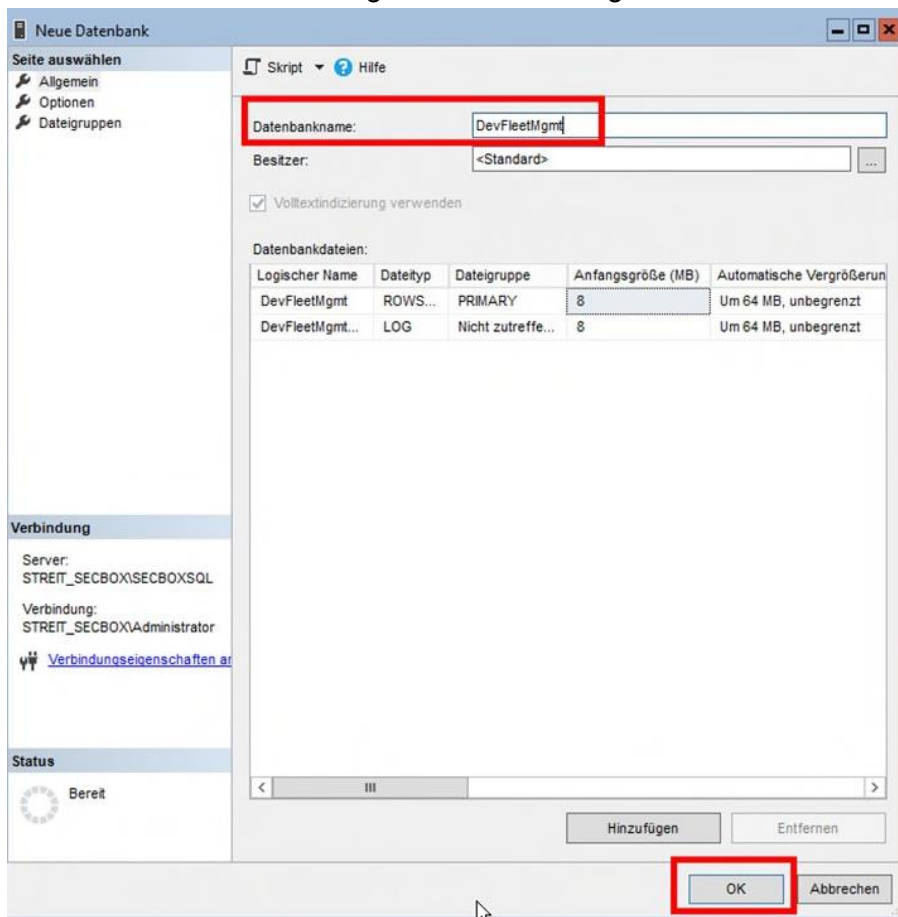 Neue Datenbank
Seite auswählen
Allgemein
Optionen
Dateigruppen
Skript
Hilfe
Datenbankname: DevFleetMgmt
Besitzer: <Standard> ...
Volltextindizierung verwenden
Datenbankdateien:
Logischer Name Dateityp Dateigruppe Anfangsgröße (MB) Automatische Vergrößerun
DevFleetMgmt ROWS... PRIMARY 8 Um 64 MB, unbegrenzt
DevFleetMgmt... LOG Nicht zutreffe... 8 Um 64 MB, unbegrenzt
Verbindung
Server:
STREIT_SECBOX\SECBOXSQL
Verbindung:
STREIT_SECBOX\Administrator
Verbindungseigenschaften an
Status
Bereit
Hinzufügen Entfernen
OK Abbrechen